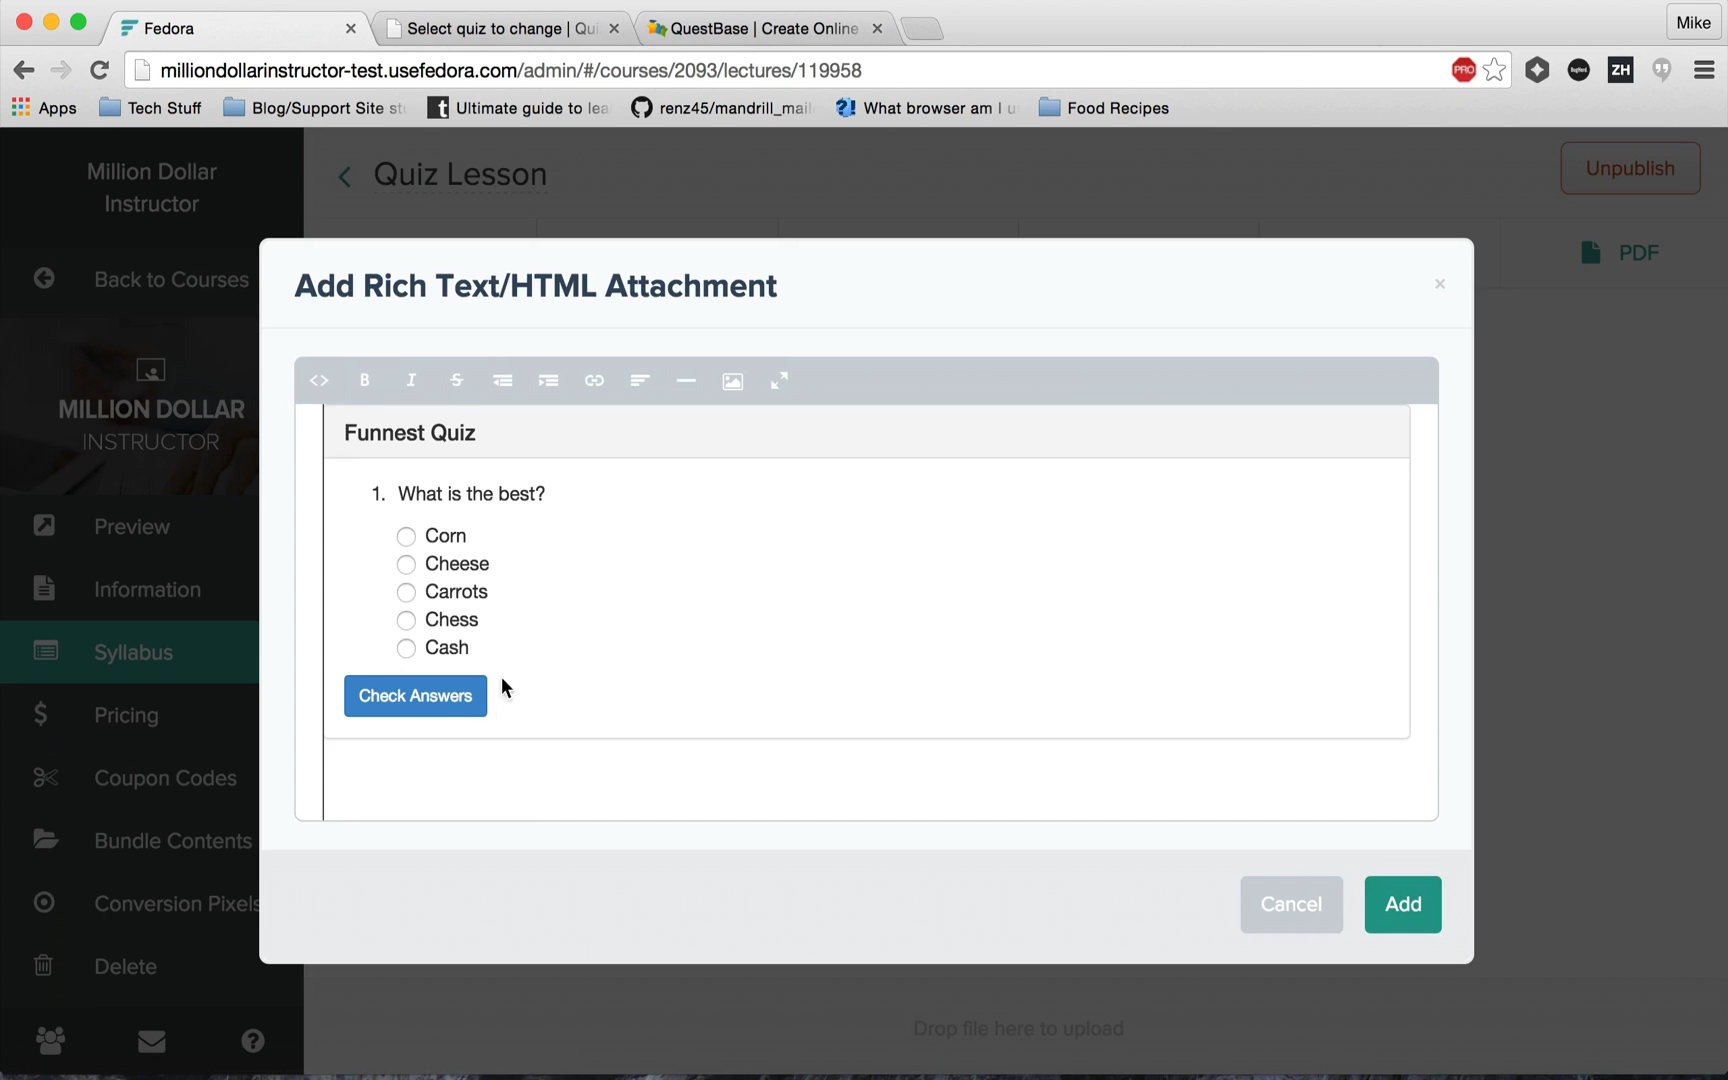 Fedora
Select quiz to change | Qui
QuestBase | Create Online
Mike
milliondollarinstructor-test.usefedora.com/admin/#/courses/2093/lectures/119958
PRO
ZH
Apps
Tech Stuff
Blog/Support Site st
t
Ultimate guide to lea
renz45/mandrill_mail
What browser am I u
Food Recipes
Million Dollar
Instructor
Quiz Lesson
Unpublish
Back to Courses
PDF
Add Rich Text/HTML Attachment
×
<> B I S
MILLION DOLLAR
INSTRUCTOR
Funnest Quiz
1. What is the best?
Corn
Cheese
Carrots
Chess
Cash
Check Answers
Preview
Information
Syllabus
Pricing
Coupon Codes
Bundle Contents
Conversion Pixels
Delete
Cancel
Add
Drop file here to upload